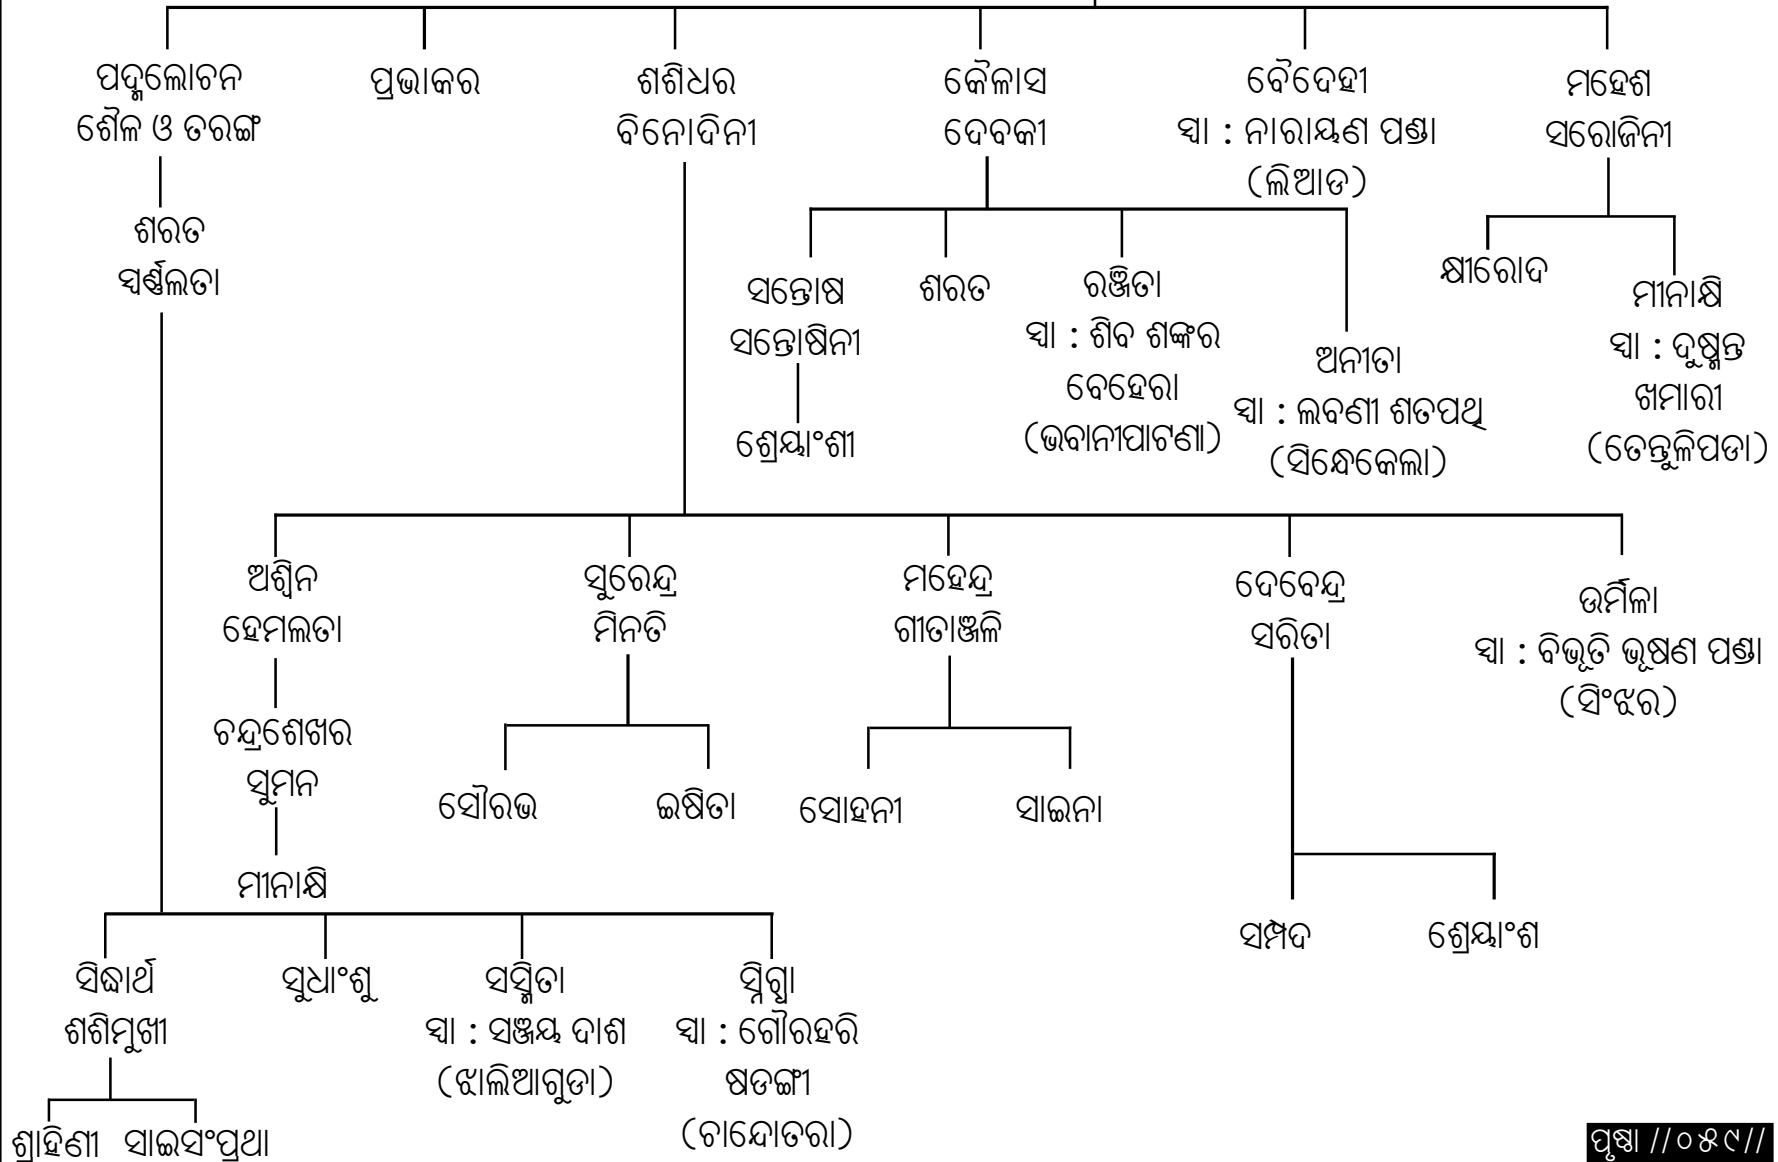 ପଦ୍ମଲୋଚନ
ଶୈଳ ଓ ତରଙ୍ଗ
ପ୍ରଭାକର
ଶଶିଧର
ବିନୋଦିନୀ
କୈଳାସ
ଦେବକୀ
ବୈଦେହୀ
ସ୍ୱା : ନାରାୟଣ ପଣ୍ଡା
(ଲିଆଡ)
ମହେଶ
ସରୋଜିନୀ
ଶରତ
ସ୍ୱର୍ଣ୍ଣଲତା
ସନ୍ତୋଷ
ସନ୍ତୋଷିନୀ
ଶ୍ରେୟାଂଶୀ
ଶରତ
ରଞ୍ଜିତା
ସ୍ୱା : ଶିବ ଶଙ୍କର
ବେହେରା
(ଭବାନୀପାଟଣା)
ଅନୀତା
ସ୍ୱା : ଲବଣୀ ଶତପଥି
(ସିନ୍ଧେକେଲା)
କ୍ଷୀରୋଦ
ମୀନାକ୍ଷି
ସ୍ୱା : ଦୁଷ୍ମନ୍ତ
ଖମାରୀ
(ତେନ୍ତୁଳିପଡା)
ଅଶ୍ୱିନ
ହେମଲତା
ଚନ୍ଦ୍ରଶେଖର
ସୁମନ
ମୀନାକ୍ଷି
ସୁରେନ୍ଦ୍ର
ମିନତି
ସୌରଭ
ଇଷିତା
ମହେନ୍ଦ୍ର
ଗୀତାଞ୍ଜଳି
ସୋହନୀ
ସାଇନା
ଦେବେନ୍ଦ୍ର
ସରିତା
ସମ୍ପଦ
ଶ୍ରେୟାଂଶ
ଉର୍ମିଳା
ସ୍ୱା : ବିଭୂତି ଭୂଷଣ ପଣ୍ଡା
(ସିଂଝର)
ସିଦ୍ଧାର୍ଥ
ଶଶିମୁଖୀ
ଶ୍ରାହିଣୀ
ସାଇସଂପ୍ରଥା
ସୁଧାଂଶୁ
ସସ୍ମିତା
ସ୍ୱା : ସଞ୍ଜୟ ଦାଶ
(ଝାଲିଆଗୁଡା)
ସ୍ନିଗ୍ଧା
ସ୍ୱା : ଗୌରହରି
ଷଡଙ୍ଗୀ
(ଚାନ୍ଦୋତରା)
ପୃଷ୍ଠା //୦୫୯//